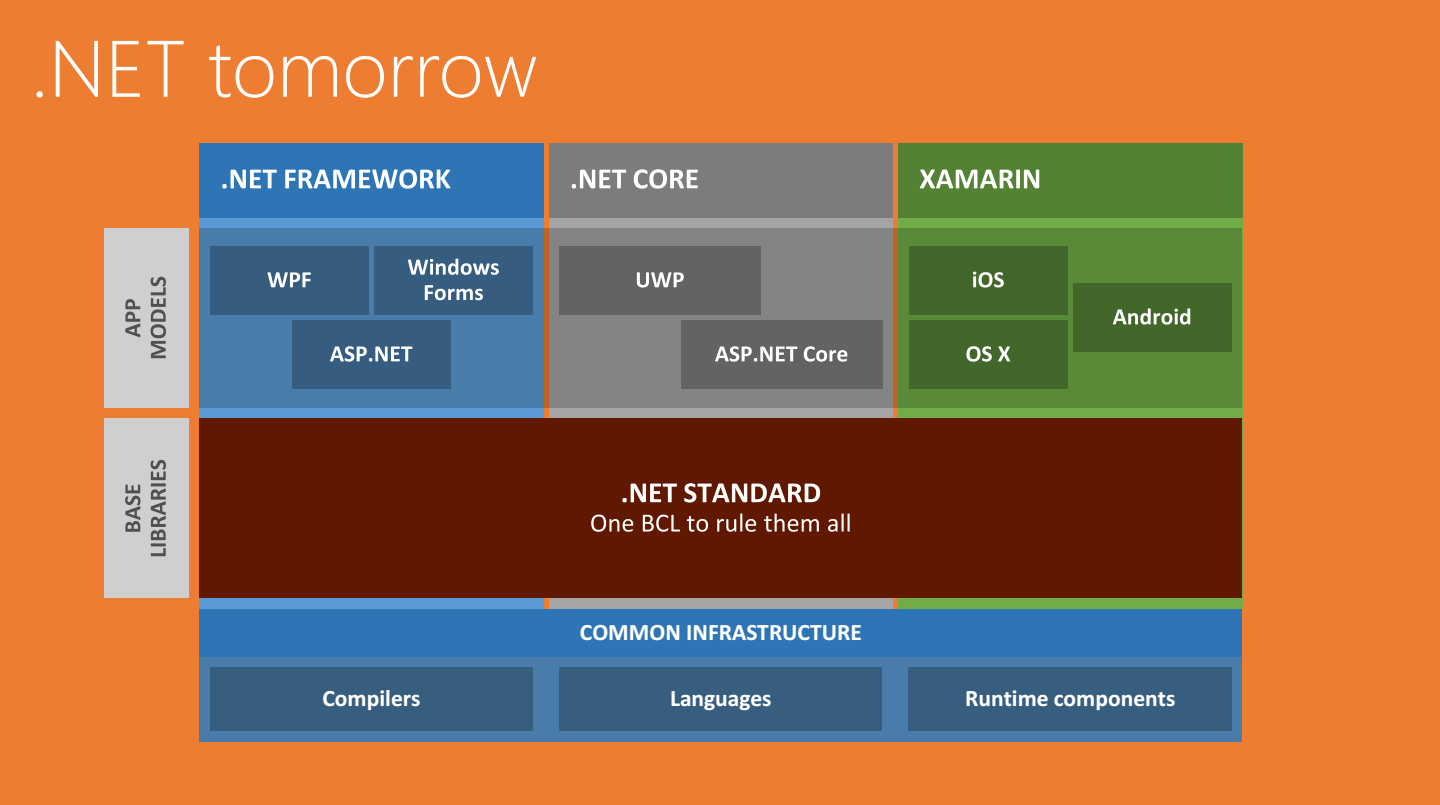 .NET tomorrow
.NET FRAMEWORK
.NET CORE
XAMARIN
APP
MODELS
WPF
Windows
Forms
ASP.NET
UWP
ASP.NET Core
iOS
OS X
Android
BASE
LIBRARIES
.NET STANDARD
One BCL to rule them all
COMMON INFRASTRUCTURE
Compilers
Languages
Runtime components